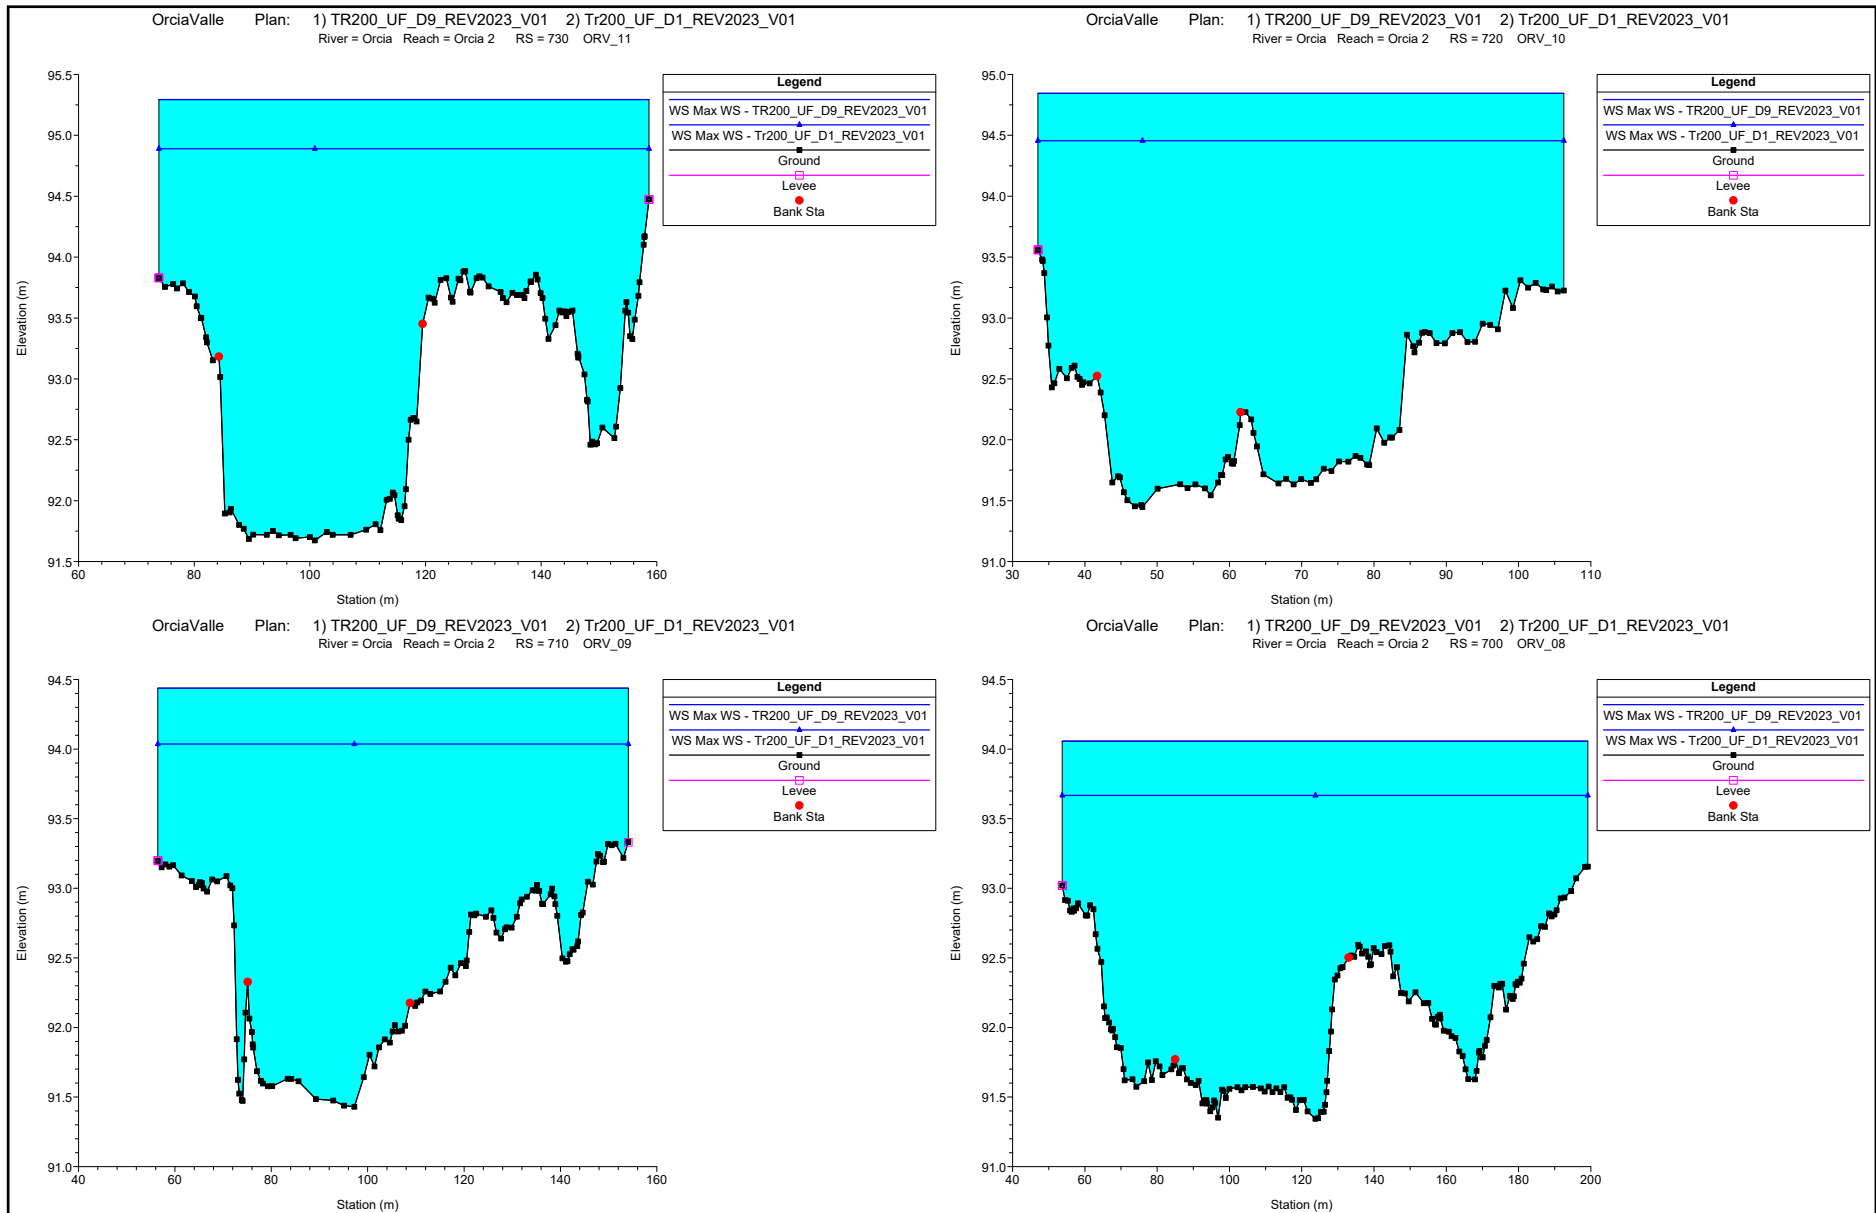 OrciaValle Plan: 1) TR200_UF_D9_REV2023_V01 2) Tr200_UF_D1_REV2023_V01
River = Orcia Reach = Orcia 2 RS = 730 ORV_11
95.5
95.0
94.5
94.0
93.5
93.0
92.5
92.0
91.5
Elevation (m)
60 80 100 120 140 160
Station (m)
Legend
WS Max WS - TR200_UF_D9_REV2023_V01
WS Max WS - Tr200_UF_D1_REV2023_V01
Ground
Levee
Bank Sta
OrciaValle Plan: 1) TR200_UF_D9_REV2023_V01 2) Tr200_UF_D1_REV2023_V01
River = Orcia Reach = Orcia 2 RS = 720 ORV_10
95.0
94.5
94.0
93.5
93.0
92.5
92.0
91.5
91.0
Elevation (m)
30 40 50 60 70 80 90 100 110
Station (m)
Legend
WS Max WS - TR200_UF_D9_REV2023_V01
WS Max WS - Tr200_UF_D1_REV2023_V01
Ground
Levee
Bank Sta
OrciaValle Plan: 1) TR200_UF_D9_REV2023_V01 2) Tr200_UF_D1_REV2023_V01
River = Orcia Reach = Orcia 2 RS = 710 ORV_09
94.5
94.0
93.5
93.0
92.5
92.0
91.5
91.0
Elevation (m)
40 60 80 100 120 140 160
Station (m)
Legend
WS Max WS - TR200_UF_D9_REV2023_V01
WS Max WS - Tr200_UF_D1_REV2023_V01
Ground
Levee
Bank Sta
OrciaValle Plan: 1) TR200_UF_D9_REV2023_V01 2) Tr200_UF_D1_REV2023_V01
River = Orcia Reach = Orcia 2 RS = 700 ORV_08
94.5
94.0
93.5
93.0
92.5
92.0
91.5
91.0
Elevation (m)
40 60 80 100 120 140 160 180 200
Station (m)
Legend
WS Max WS - TR200_UF_D9_REV2023_V01
WS Max WS - Tr200_UF_D1_REV2023_V01
Ground
Levee
Bank Sta